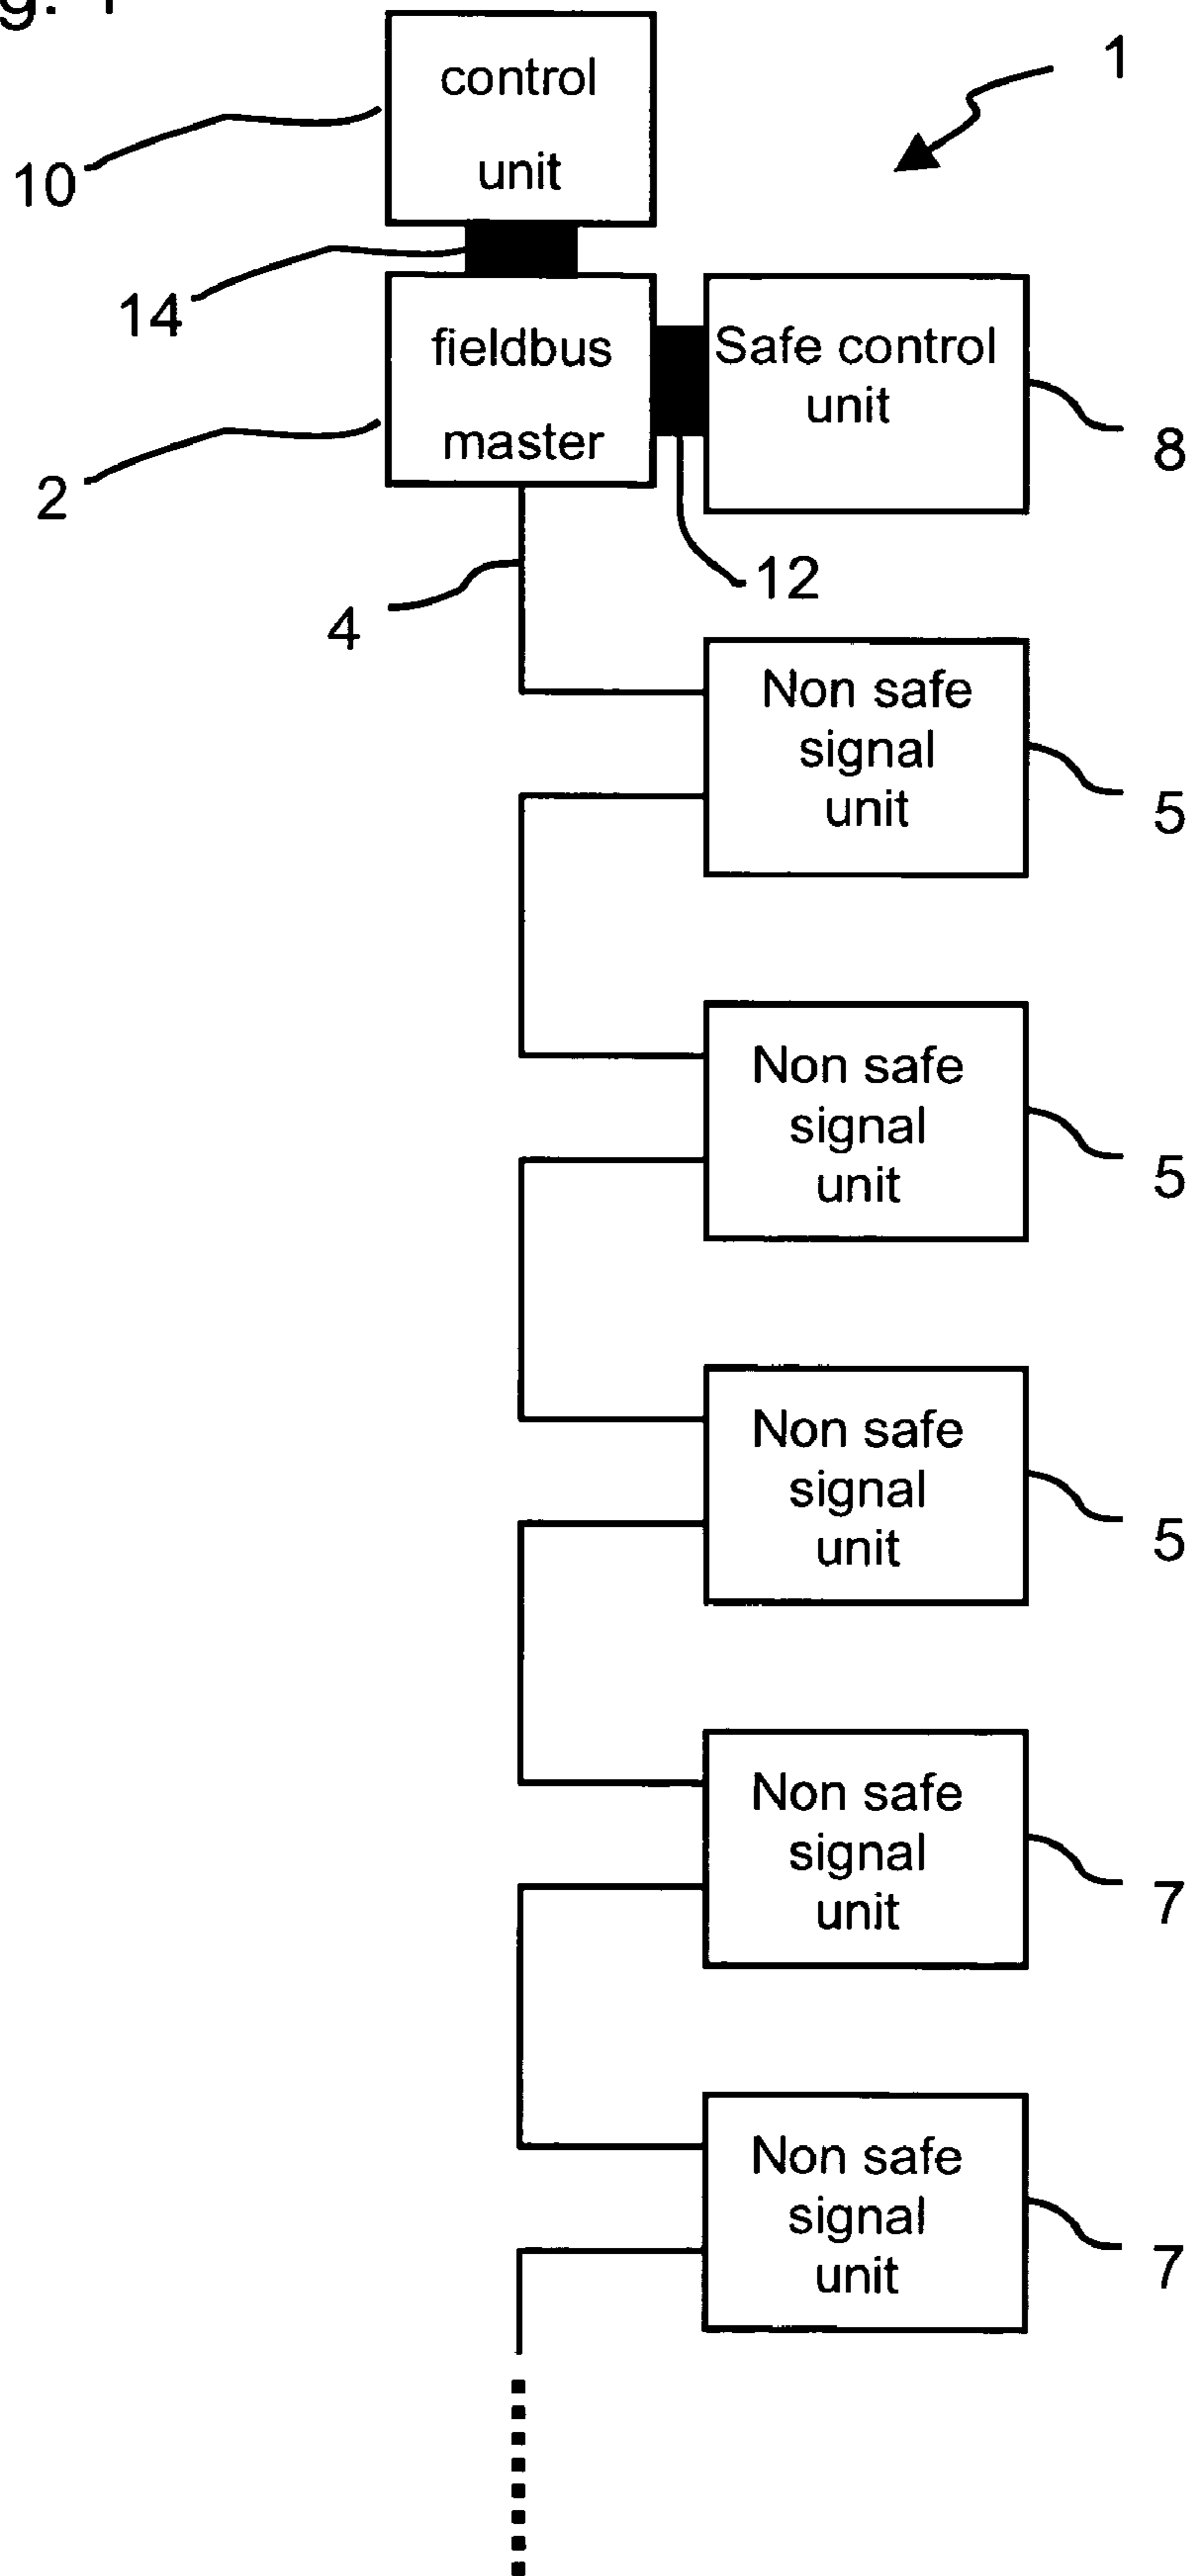 g. 1
control
unit
1
10
14
fieldbus
master
Safe control
unit
8
2
12
4
Non safe
signal
unit
5
Non safe
signal
unit
5
Non safe
signal
unit
5
Non safe
signal
unit
7
Non safe
signal
unit
7